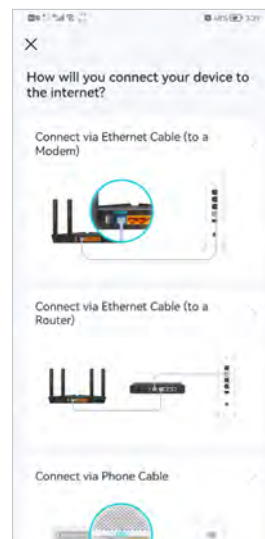 How will you connect your device to
the internet?
Connect via Ethernet Cable (to a
Modem)
Connect via Ethernet Cable (to a
Router)
Connect via Phone Cable